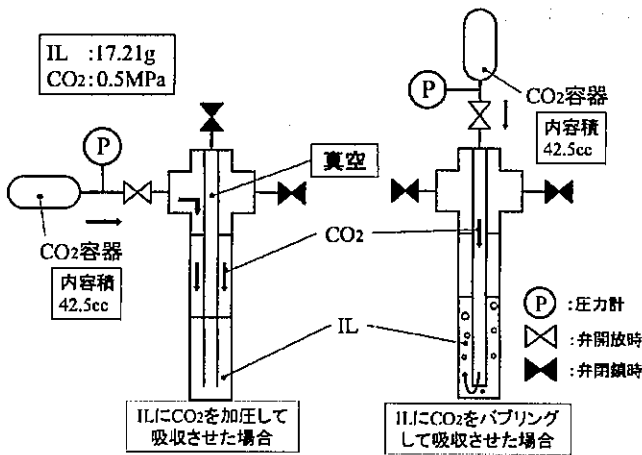 IL :17.21g
CO2:0.5MPa
P
真空
CO2容器
内容積
42.5cc
CO2
IL
ILにCO2を加圧して
吸収させた場合
P
CO2容器
内容積
42.5cc
P :圧力計
:弁開放時
:弁閉鎖時
ILにCO2をバブリング
して吸収させた場合